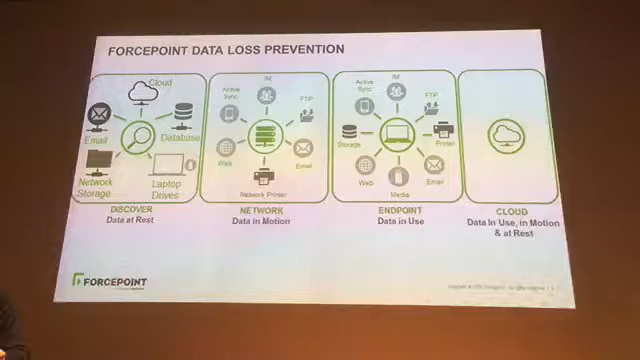 FORCEPOINT DATA LOSS PREVENTION
Cloud
Email
Database
Network
Storage
Laptop
Drives
DISCOVER
Data at Rest
IM
Active
Sync
FTP
Web
Email
Network Printer
NETWORK
Data in Motion
IM
Active
Sync
FTP
Storage
Printer
Web
Email
Media
ENDPOINT
Data in Use
CLOUD
Data In Use, in Motion
& at Rest
FORCEPOINT